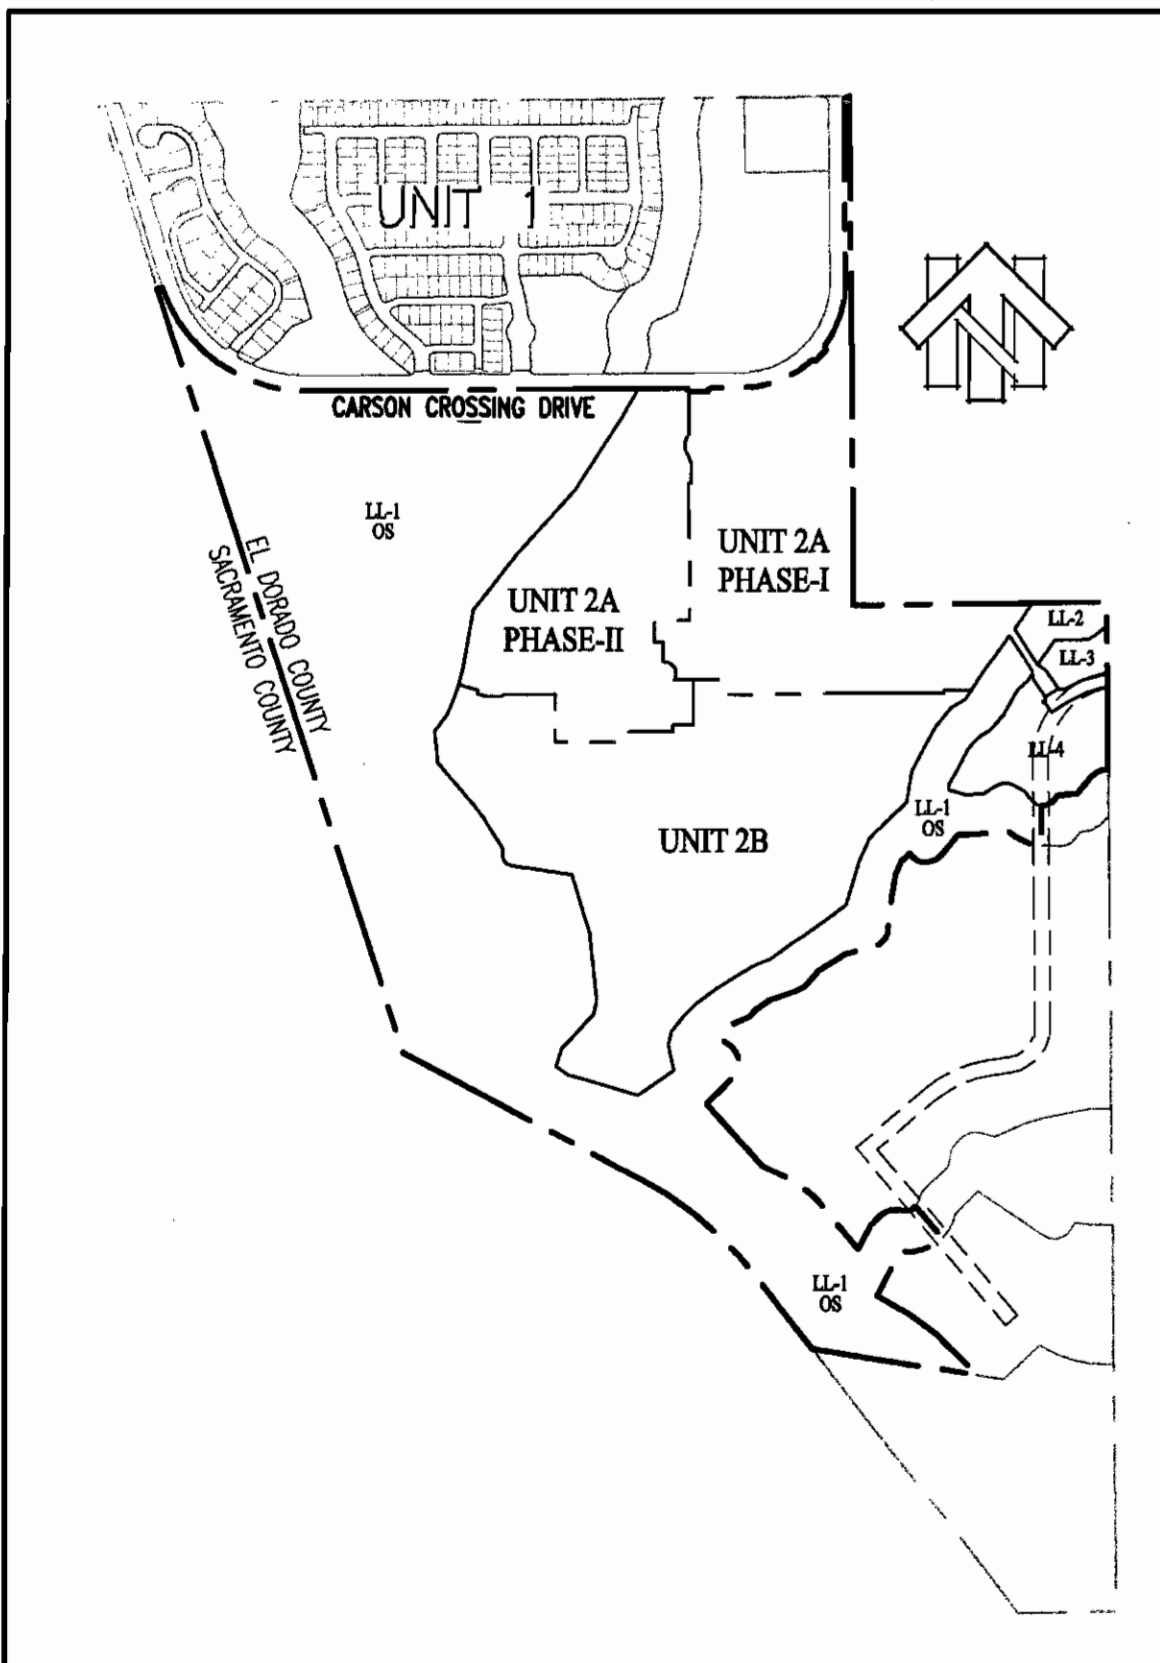 UNIT 1
CARSON CROSSING DRIVE
LL-1
OS
EL DORADO COUNTY
SACRAMENTO COUNTY
UNIT 2A
PHASE-I
UNIT 2A
PHASE-II
LL-2
LL-3
LL-4
LL-1
OS
UNIT 2B
LL-1
OS
N